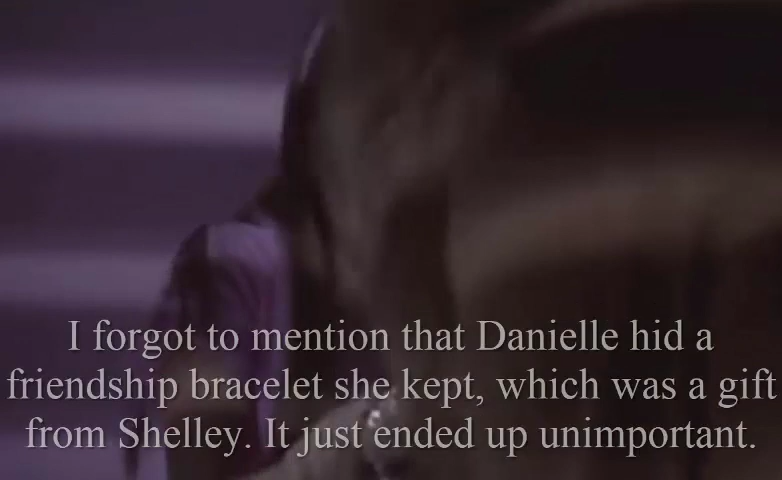 I forgot to mention that Danielle hid a
friendship bracelet she kept, which was a gift
from Shelley. It just ended up unimportant.